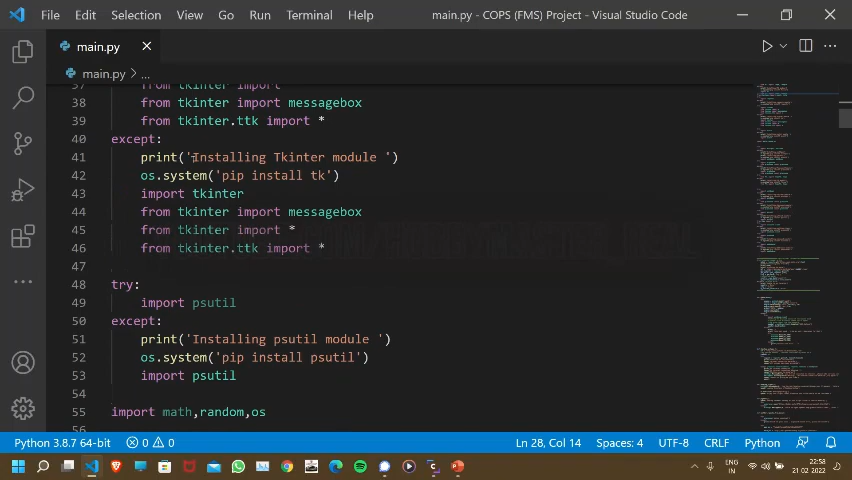 File Edit Selection View Go Run Terminal Help main.py - COPS (FMS) Project - Visual Studio Code
main.py
main.py > ...
37 from tkinter import
38 from tkinter import messagebox
39 from tkinter.ttk import *
40 except:
41 print('Installing Tkinter module ')
42 os.system('pip install tk')
43 import tkinter
44 from tkinter import messagebox
45 from tkinter import *
46 from tkinter.ttk import *
47
48 try:
49 import psutil
50 except:
51 print('Installing psutil module ')
52 os.system('pip install psutil')
53 import psutil
54
55 import math,random,os
Python 3.8.7 64-bit 0 0 Ln 28, Col 14 Spaces: 4 UTF-8 CRLF Python
ENG 22:58
IN 21-02-2022